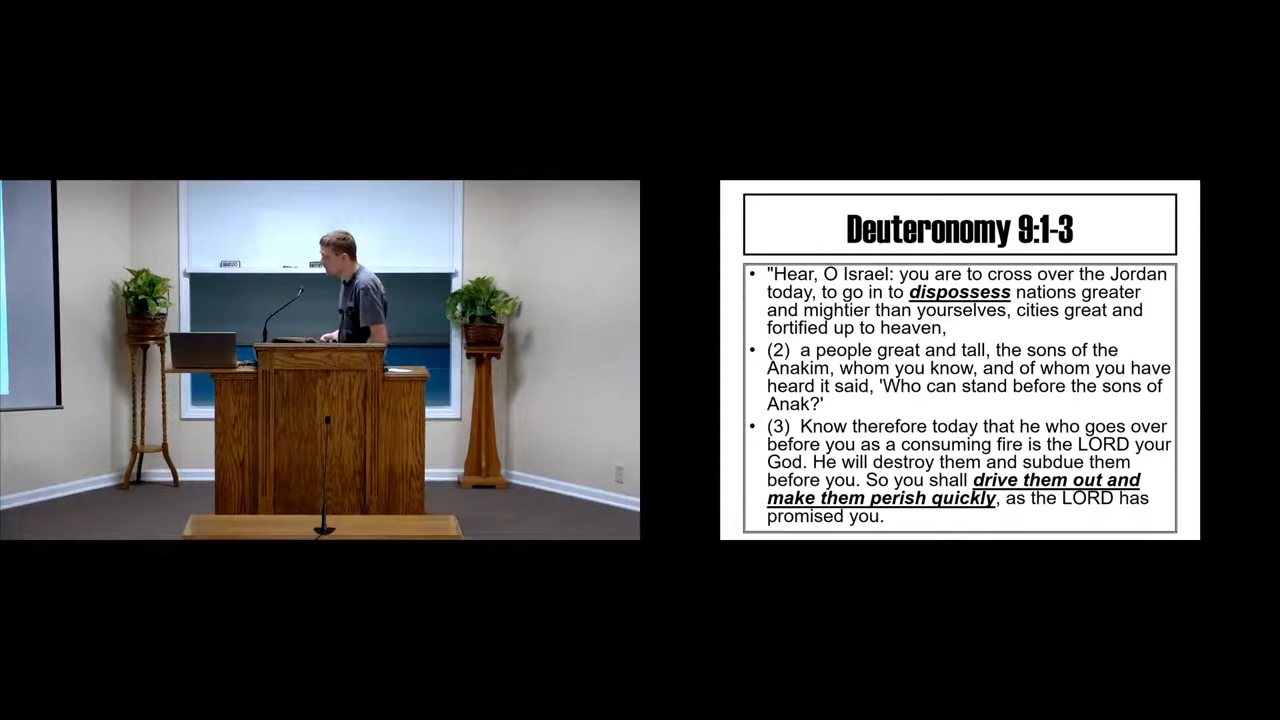 Deuteronomy 9:1-3
• "Hear, O Israel: you are to cross over the Jordan
today, to go in to dispossess nations greater
and mightier than yourselves, cities great and
fortified up to heaven,
• (2) a people great and tall, the sons of the
Anakim, whom you know, and of whom you have
heard it said, 'Who can stand before the sons of
Anak?'
• (3) Know therefore today that he who goes over
before you as a consuming fire is the LORD your
God. He will destroy them and subdue them
before you. So you shall drive them out and
make them perish quickly, as the LORD has
promised you.